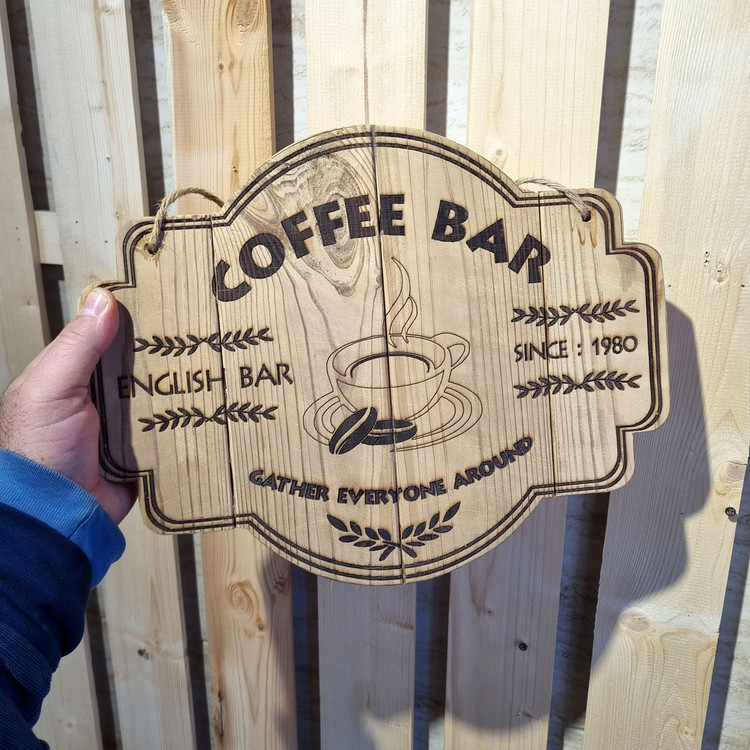 COFFEE BAR
ENGLISH BAR
SINCE : 1980
GATHER EVERYONE AROUND